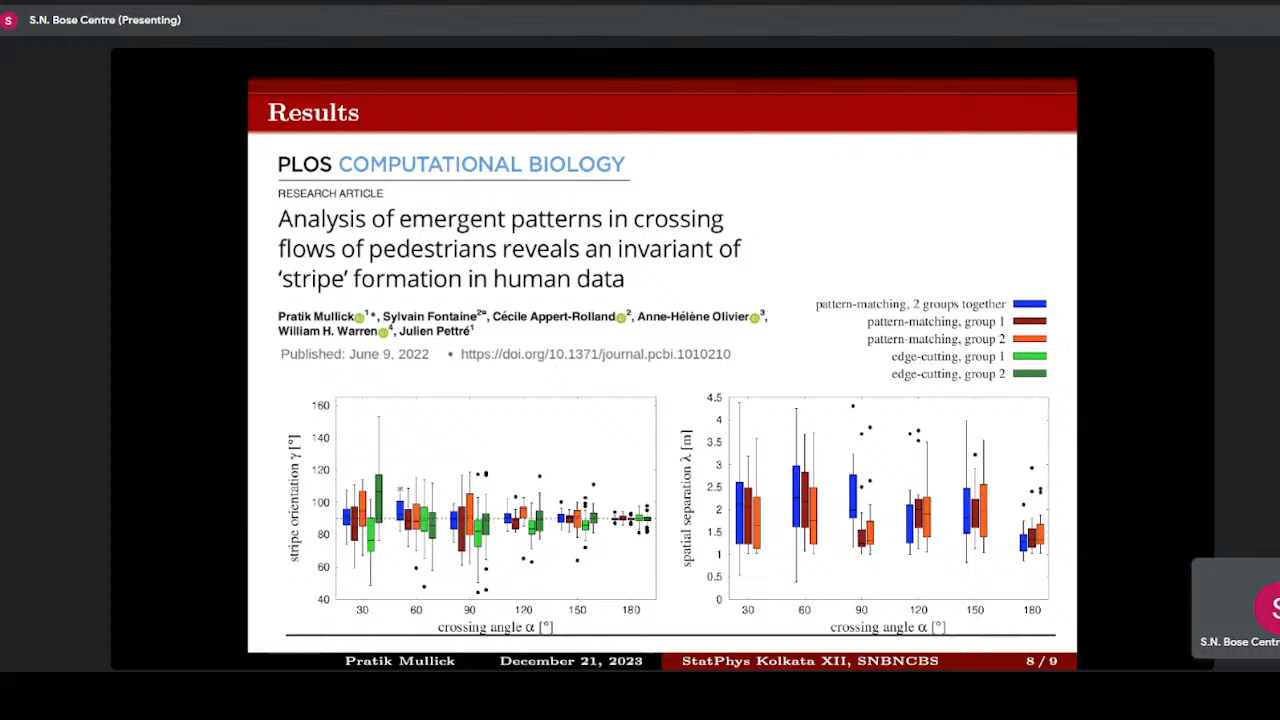 S
S.N. Bose Centre (Presenting)
Results
PLOS COMPUTATIONAL BIOLOGY
RESEARCH ARTICLE
Analysis of emergent patterns in crossing
flows of pedestrians reveals an invariant of
‘stripe’ formation in human data
Pratik Mullick 1*, Sylvain Fontaine2¤, Cécile Appert-Rolland 2, Anne-Hélène Olivier 3,
William H. Warren 4, Julien Pettré1
Published: June 9, 2022 • https://doi.org/10.1371/journal.pcbi.1010210
pattern-matching, 2 groups together
pattern-matching, group 1
pattern-matching, group 2
edge-cutting, group 1
edge-cutting, group 2
stripe orientation γ [°]
160
140
120
100
80
60
40
*
30 60 90 120 150 180
crossing angle α [°]
spatial separation λ [m]
4.5
4
3.5
3
2.5
2
1.5
1
0.5
0
30 60 90 120 150 180
crossing angle α [°]
Pratik Mullick December 21, 2023 StatPhys Kolkata XII, SNBNCBS 8 / 9
S
S.N. Bose Centr